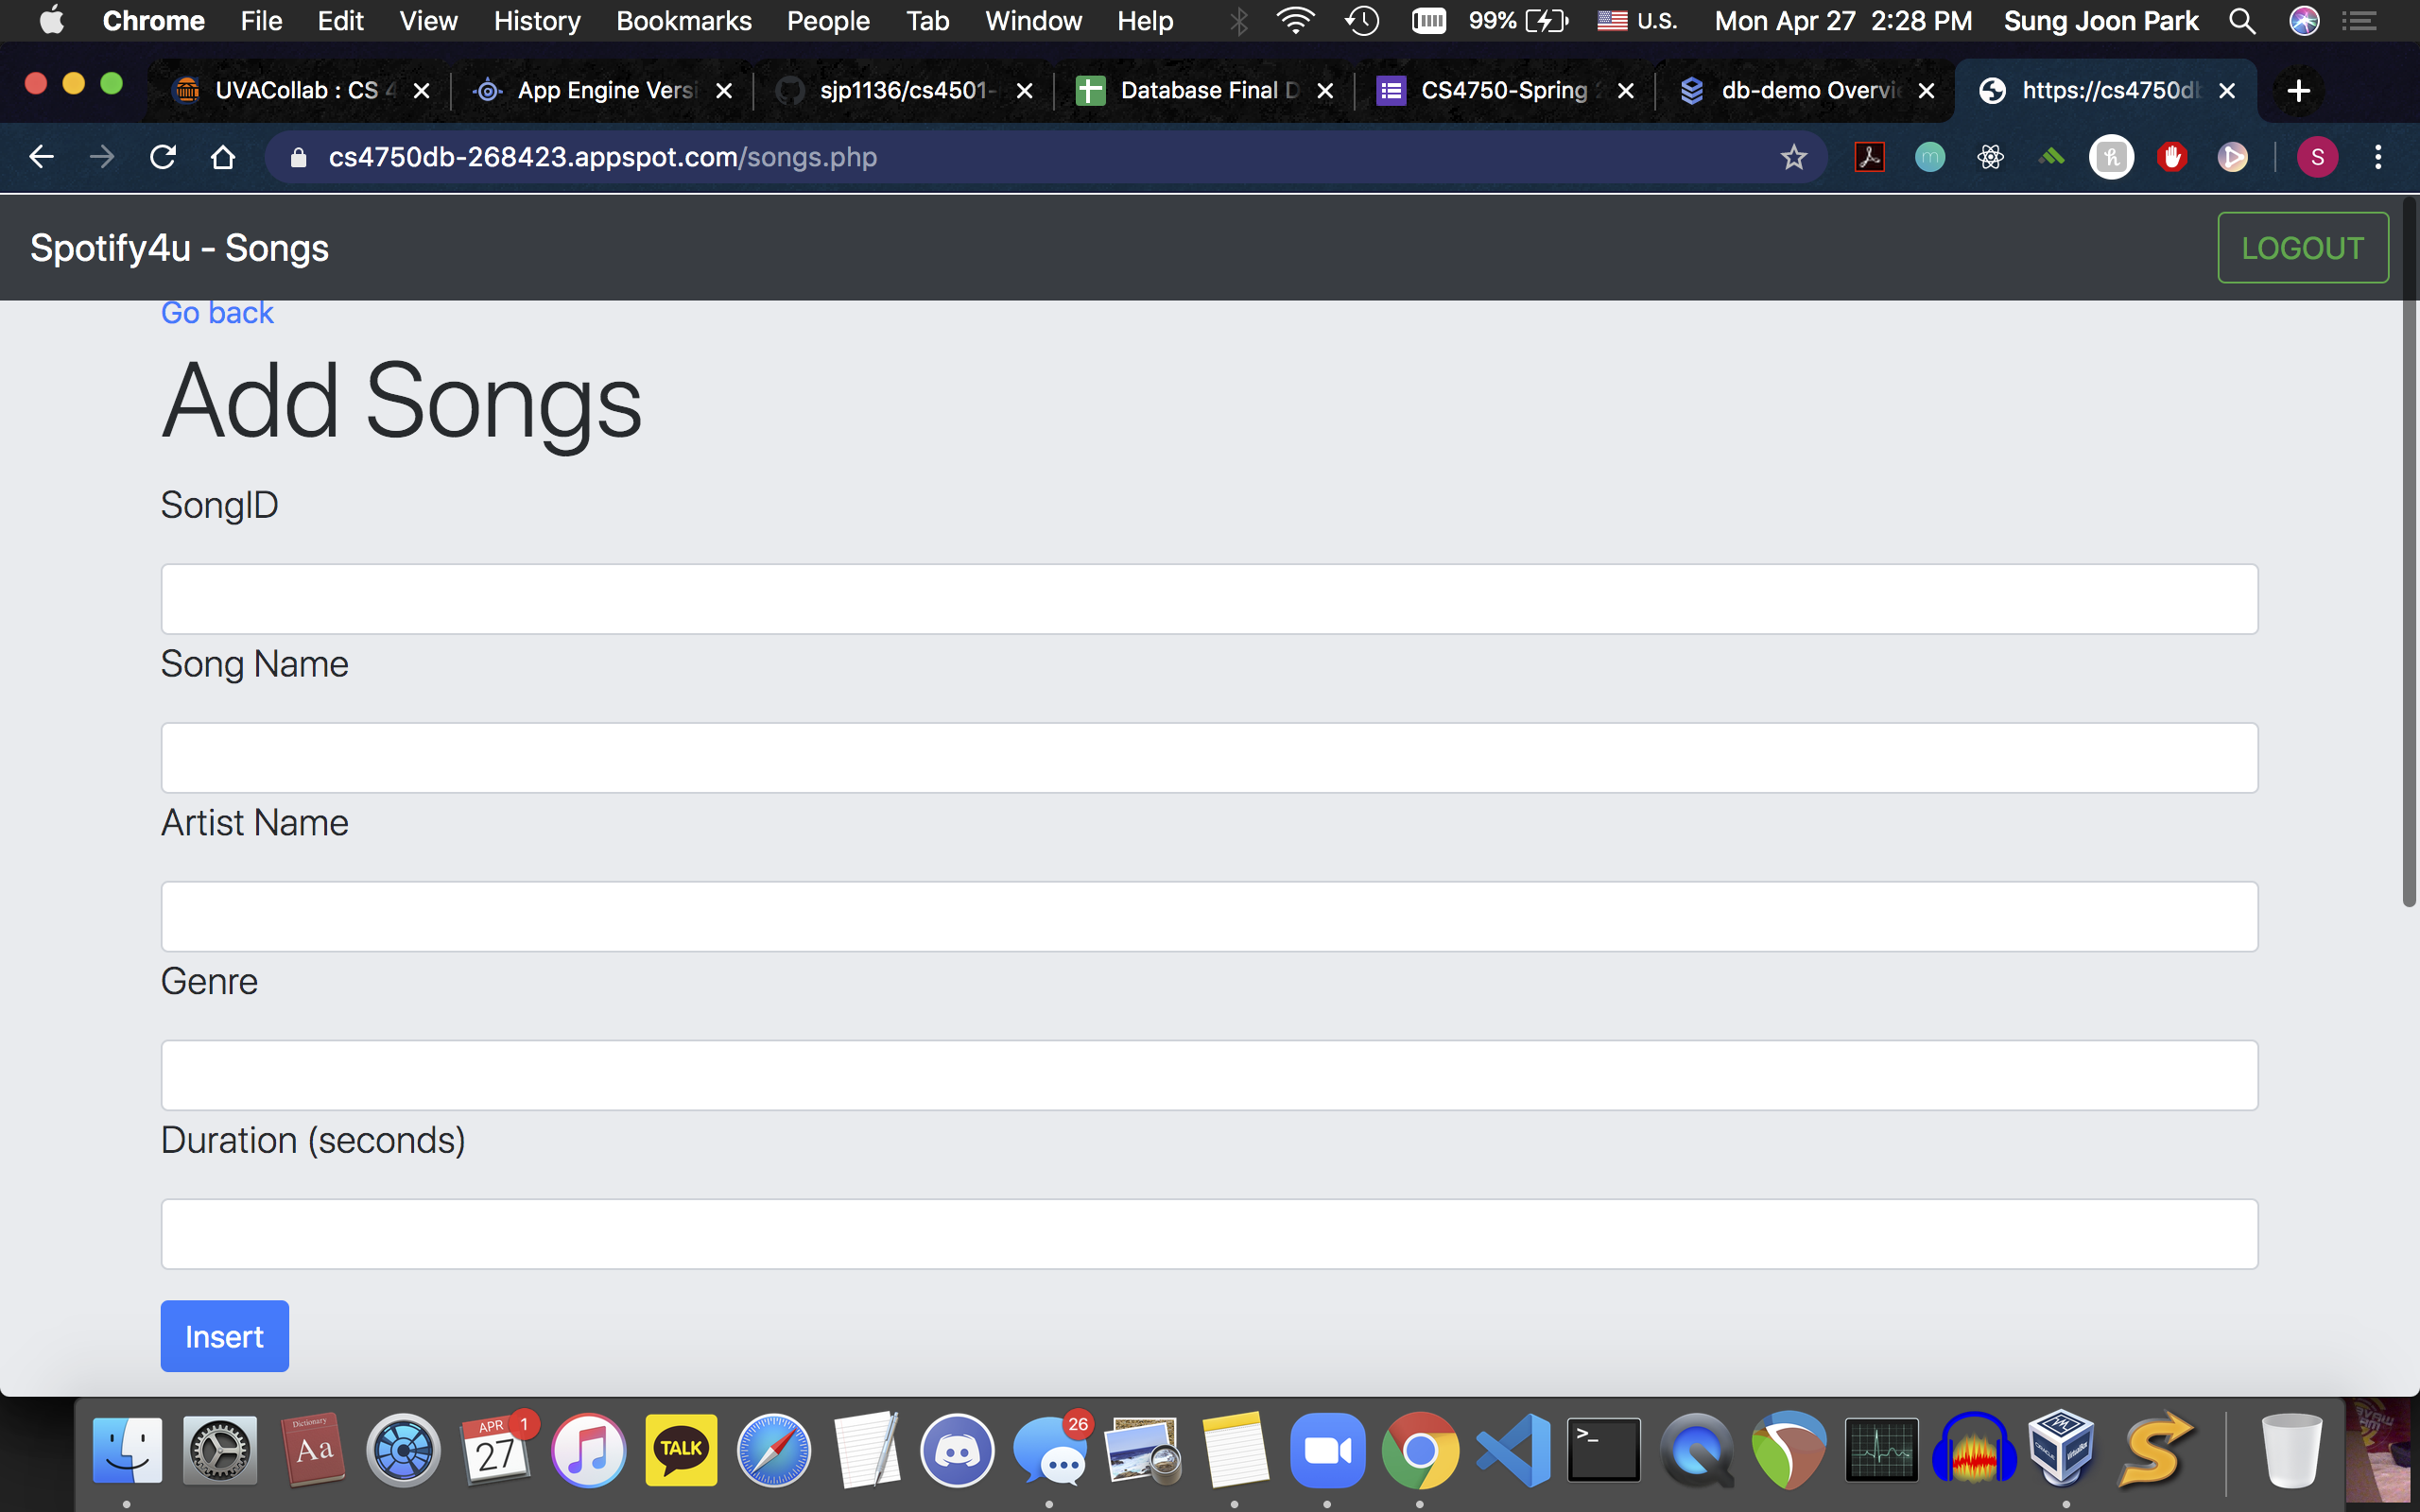 Chrome File Edit View History Bookmarks People Tab Window Help 99% U.S. Mon Apr 27 2:28 PM Sung Joon Park
UVACollab : CS 4 App Engine Versi sjp1136/cs4501- Database Final D CS4750-Spring db-demo Overvi https://cs4750db
cs4750db-268423.appspot.com/songs.php
S
Spotify4u - Songs
LOGOUT
Go back
Add Songs
SongID
Song Name
Artist Name
Genre
Duration (seconds)
Insert
Dictionary
Aa
APR
1
27
TALK
26
>_